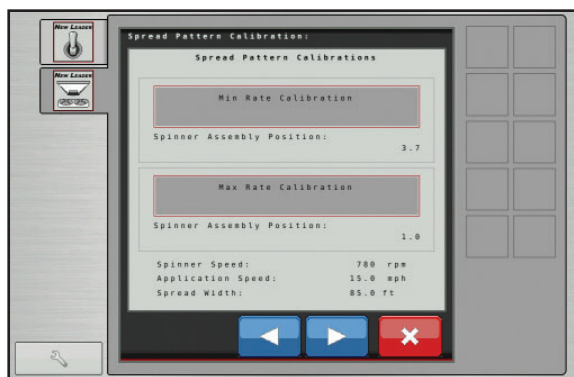 New Leader
Spread Pattern Calibration:
Spread Pattern Calibrations
Min Rate Calibration
Spinner Assembly Position:
3.7
New Leader
Max Rate Calibration
Spinner Assembly Position:
1.0
Spinner Speed: 780 rpm
Application Speed: 15.0 mph
Spread Width: 85.0 ft